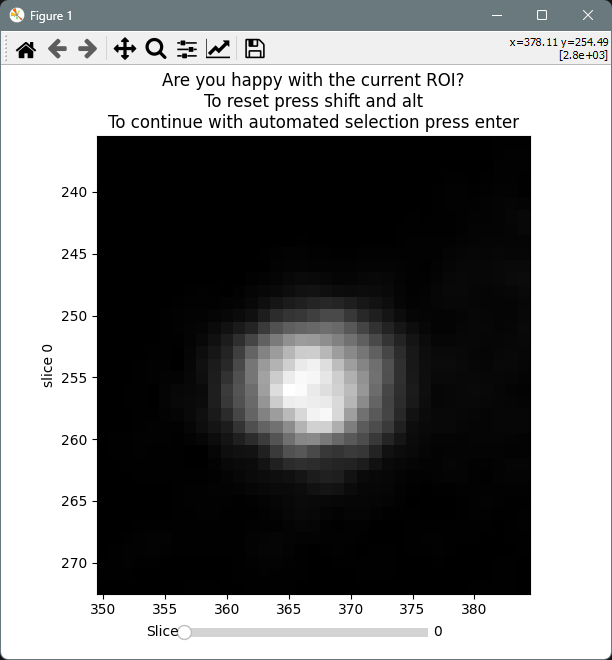 Figure 1
x=378.11 y=254.49
[2.8e+03]
Are you happy with the current ROI?
To reset press shift and alt
To continue with automated selection press enter
240
245
250
255
260
265
270
slice 0
350
355
360
365
370
375
380
Slice
0